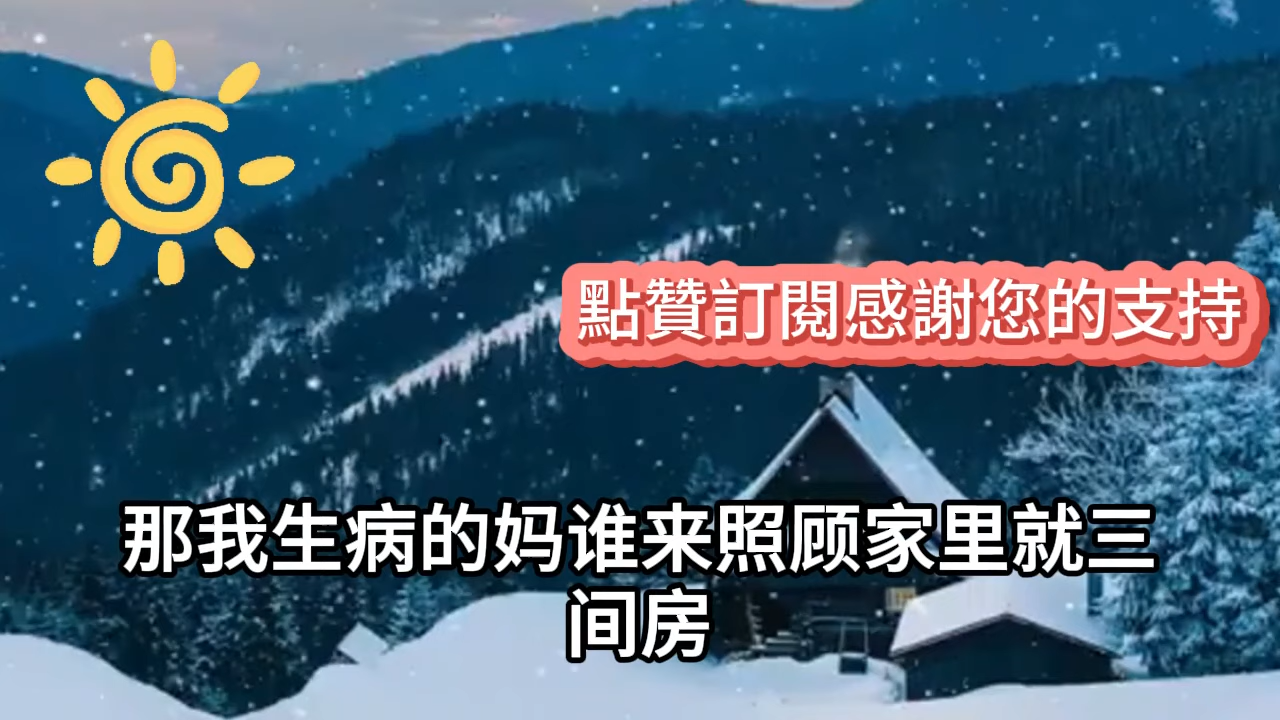 點贊訂閱感謝您的支持
那我生病的妈谁来照顾家里就三
间房